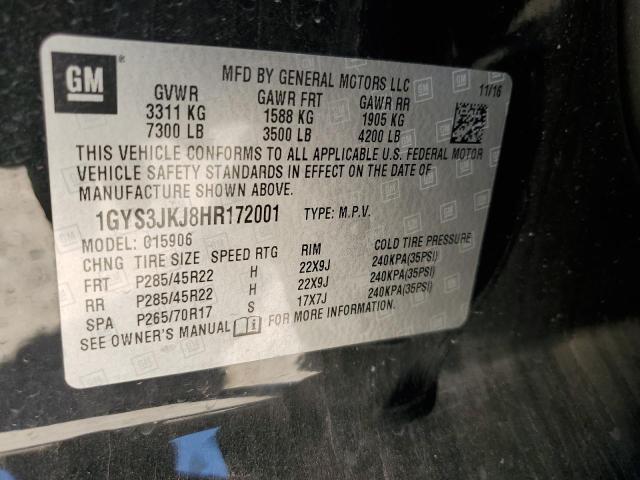 GM
MFD BY GENERAL MOTORS LLC
11/16
GVWR GAWR FRT GAWR RR
3311 KG 1588 KG 1905 KG
7300 LB 3500 LB 4200 LB
THIS VEHICLE CONFORMS TO ALL APPLICABLE U.S. FEDERAL MOTOR
VEHICLE SAFETY STANDARDS IN EFFECT ON THE DATE OF
MANUFACTURE SHOWN ABOVE.
1GYS3JKJ8HR172001 TYPE: M.P.V.
MODEL: C15906
CHNG TIRE SIZE SPEED RTG RIM COLD TIRE PRESSURE
FRT P285/45R22 H 22X9J 240KPA(35PSI)
RR P285/45R22 H 22X9J 240KPA(35PSI)
SPA P265/70R17 S 17X7J 240KPA(35PSI)
SEE OWNER'S MANUAL FOR MORE INFORMATION.